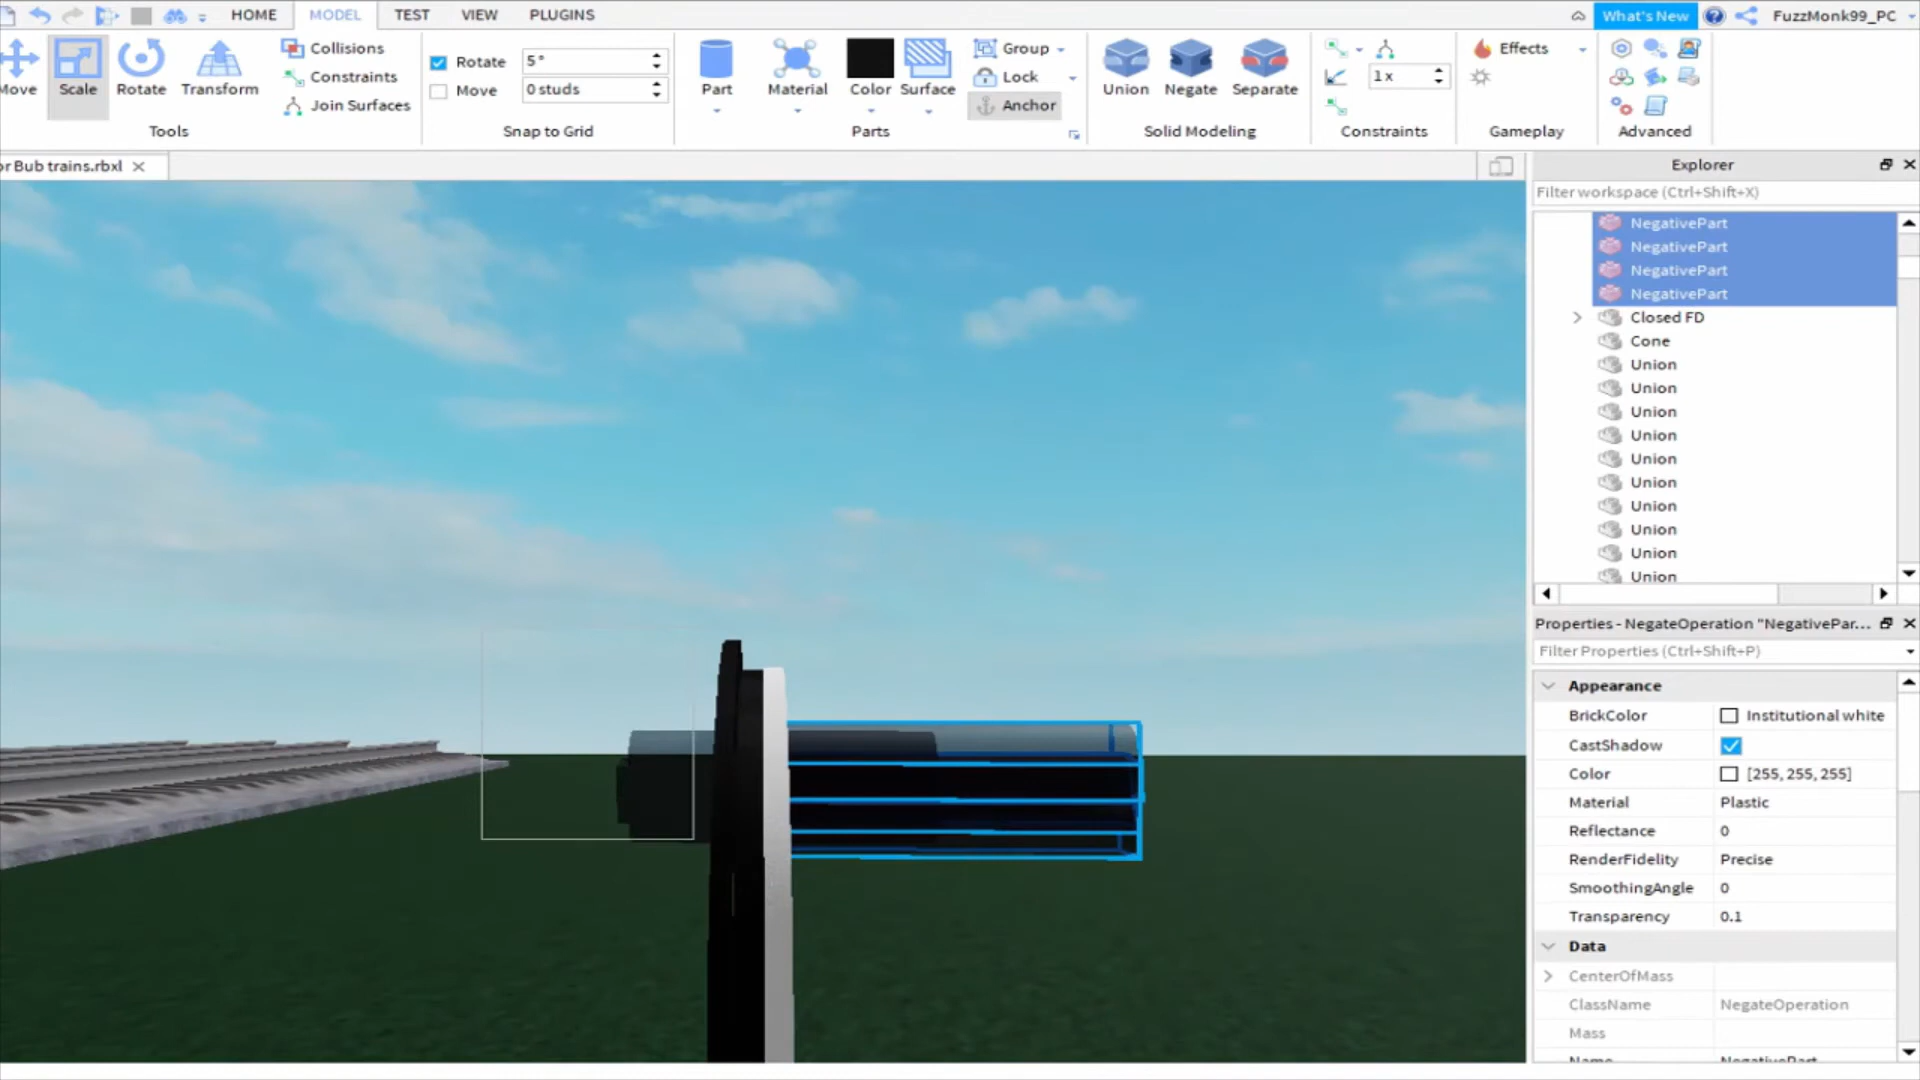 HOME MODEL TEST VIEW PLUGINS What's New FuzzMonk99_PC
Move Scale Rotate Transform
Collisions
Constraints
Join Surfaces
Tools
Rotate 5°
Move 0 studs
Snap to Grid
Part Material Color Surface
Group
Lock
Anchor
Parts
Union Negate Separate
Solid Modeling
1x
Constraints
Effects
Gameplay
Advanced
or Bub trains.rbxl
Explorer
Filter workspace (Ctrl+Shift+X)
NegativePart
NegativePart
NegativePart
NegativePart
Closed FD
Cone
Union
Union
Union
Union
Union
Union
Union
Union
Union
Union
Properties - NegateOperation "NegativePar...
Filter Properties (Ctrl+Shift+P)
Appearance
BrickColor Institutional white
CastShadow
Color [255, 255, 255]
Material Plastic
Reflectance 0
RenderFidelity Precise
SmoothingAngle 0
Transparency 0.1
Data
CenterOfMass
ClassName NegateOperation
Mass
Name NegativePart